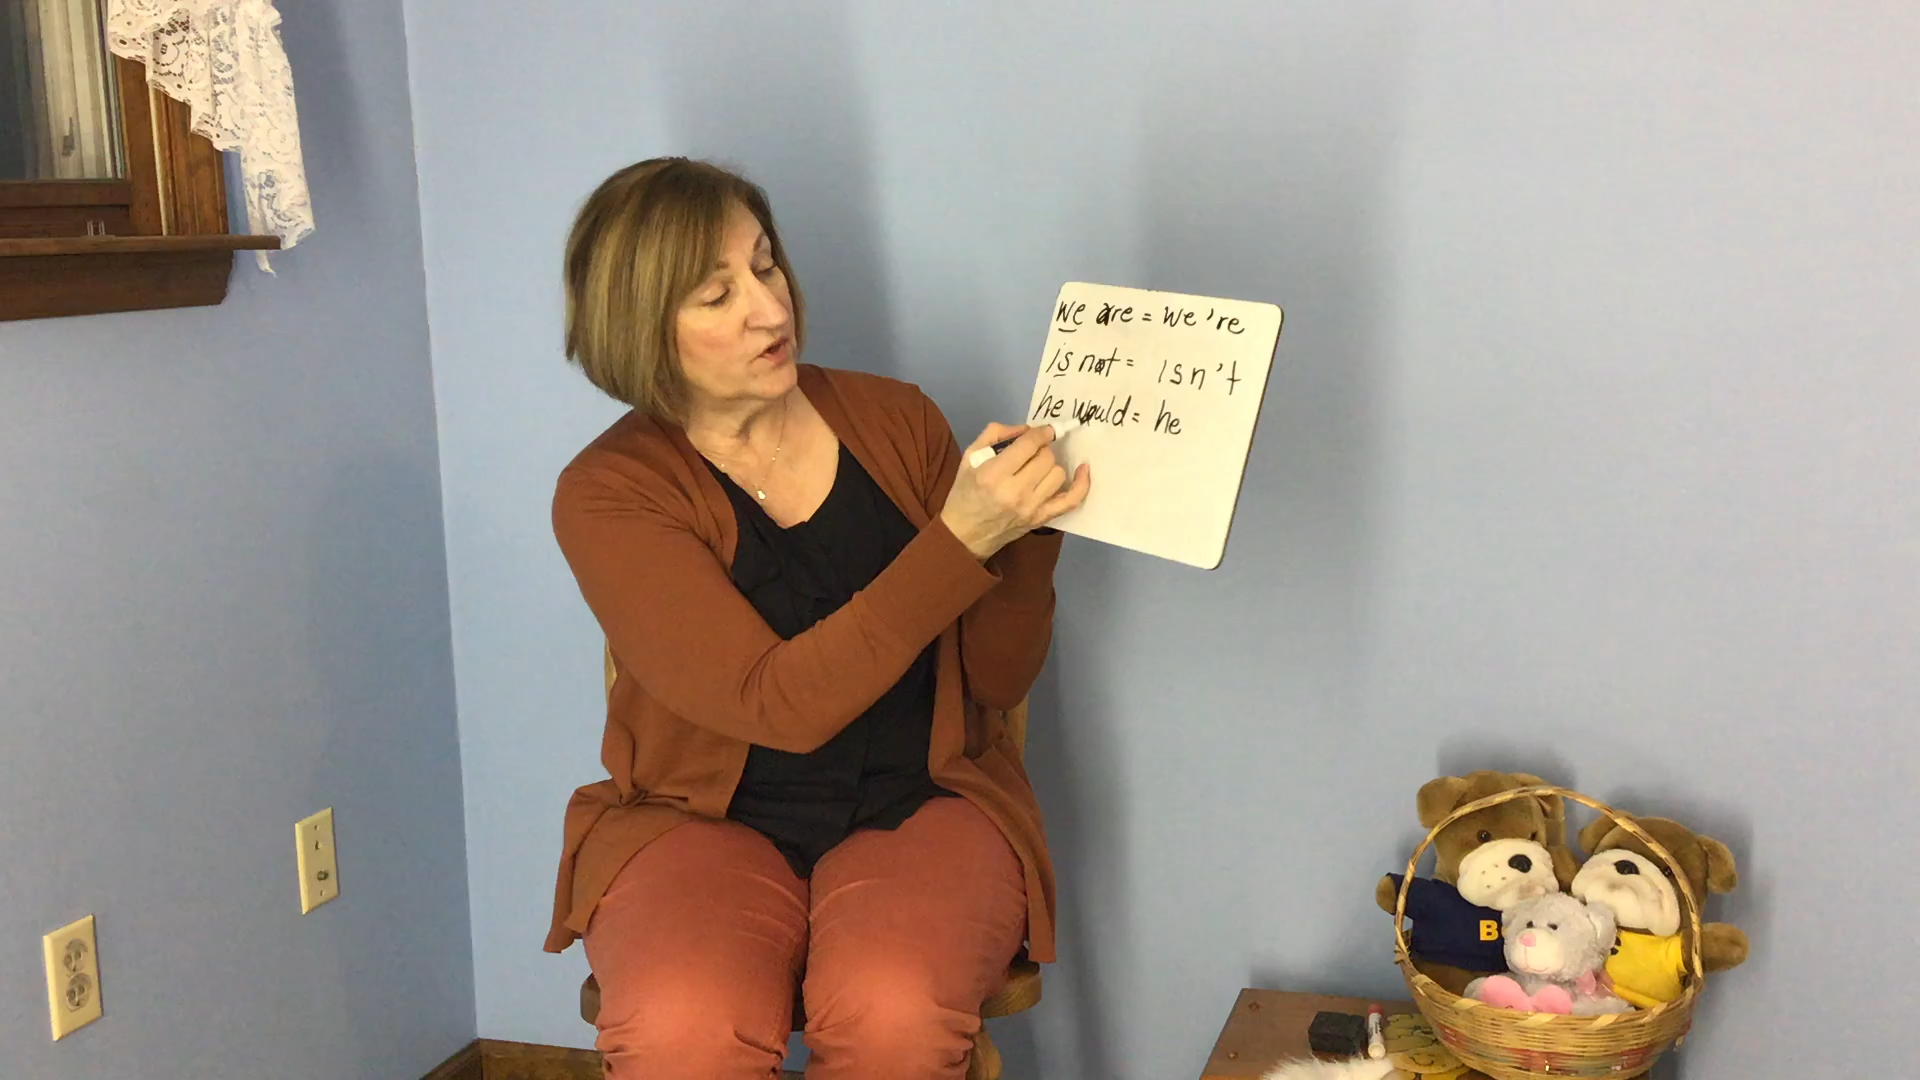 we are = we're
is not = isn't
he would = he
B